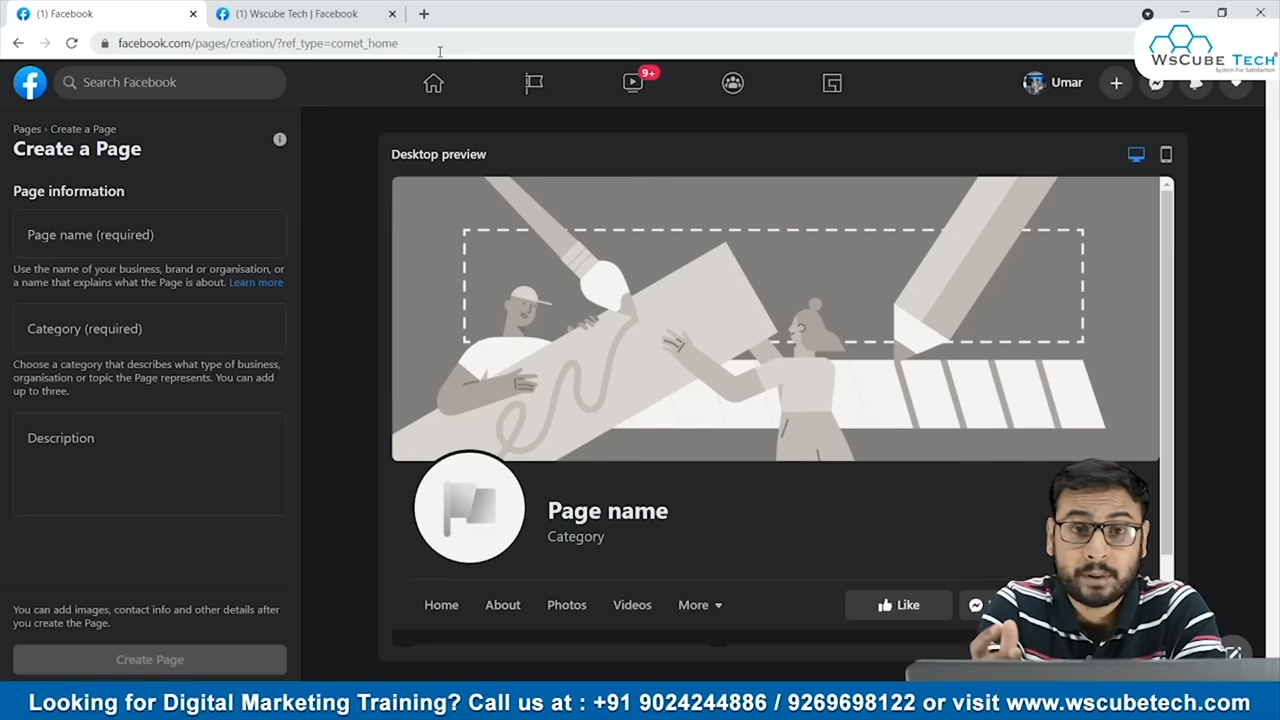 (1) Facebook
(1) Wscube Tech | Facebook
facebook.com/pages/creation/?ref_type=comet_home
WsCube Tech
System For Satisfaction
Search Facebook
9+
Umar
Pages › Create a Page
Create a Page
Page information
Page name (required)
Use the name of your business, brand or organisation, or
a name that explains what the Page is about. Learn more
Category (required)
Choose a category that describes what type of business,
organisation or topic the Page represents. You can add
up to three.
Description
You can add images, contact info and other details after
you create the Page.
Create Page
Desktop preview
Page name
Category
Home About Photos Videos More
Like
Looking for Digital Marketing Training? Call us at : +91 9024244886 / 9269698122 or visit www.wscubetech.com